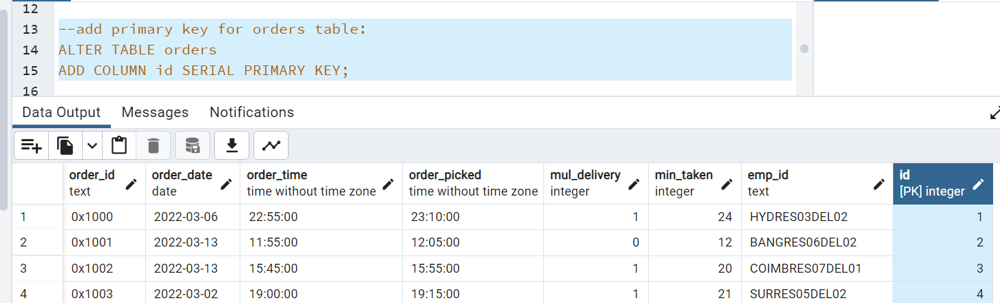 12
13 --add primary key for orders table:
14 ALTER TABLE orders
15 ADD COLUMN id SERIAL PRIMARY KEY;
16
Data Output Messages Notifications
order_id order_date order_time order_picked mul_delivery min_taken emp_id id
text date time without time zone time without time zone integer integer text [PK] integer
1 0x1000 2022-03-06 22:55:00 23:10:00 1 24 HYDRES03DEL02 1
2 0x1001 2022-03-13 11:55:00 12:05:00 0 12 BANGRES06DEL02 2
3 0x1002 2022-03-13 15:45:00 15:55:00 1 20 COIMBRES07DEL01 3
4 0x1003 2022-03-02 19:00:00 19:15:00 1 21 SURRES05DEL02 4